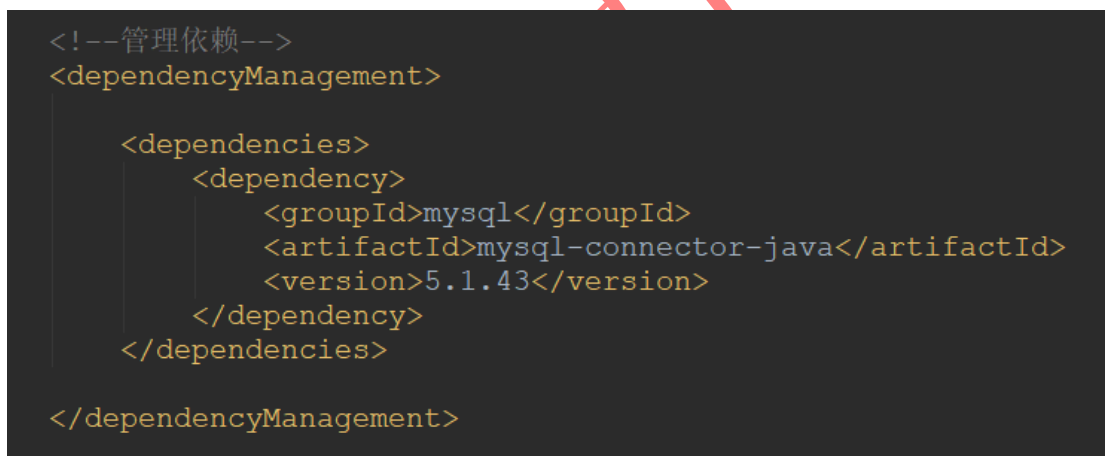 <!--管理依赖-->
<dependencyManagement>
<dependencies>
<dependency>
<groupId>mysql</groupId>
<artifactId>mysql-connector-java</artifactId>
<version>5.1.43</version>
</dependency>
</dependencies>
</dependencyManagement>